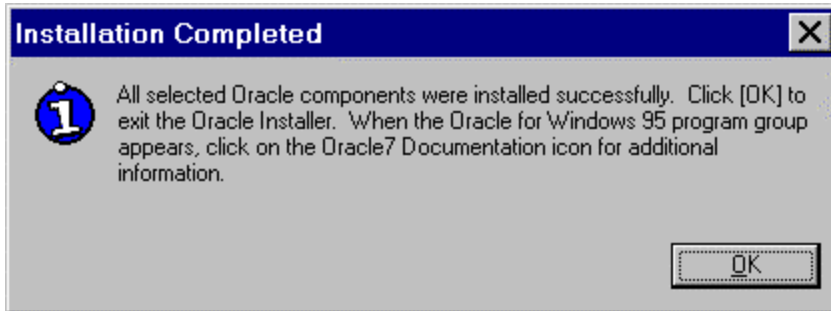 Installation Completed
All selected Oracle components were installed successfully. Click [OK] to
exit the Oracle Installer. When the Oracle for Windows 95 program group
appears, click on the Oracle7 Documentation icon for additional
information.
OK